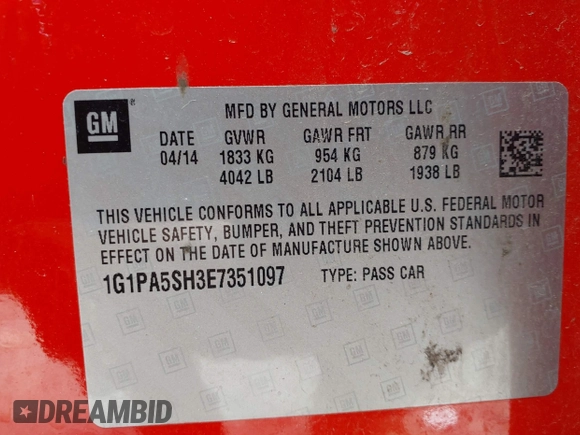 GM
MFD BY GENERAL MOTORS LLC
DATE GVWR GAWR FRT GAWR RR
04/14 1833 KG 954 KG 879 KG
4042 LB 2104 LB 1938 LB
THIS VEHICLE CONFORMS TO ALL APPLICABLE U.S. FEDERAL MOTOR
VEHICLE SAFETY, BUMPER, AND THEFT PREVENTION STANDARDS IN
EFFECT ON THE DATE OF MANUFACTURE SHOWN ABOVE.
1G1PA5SH3E7351097 TYPE: PASS CAR
DREAMBID